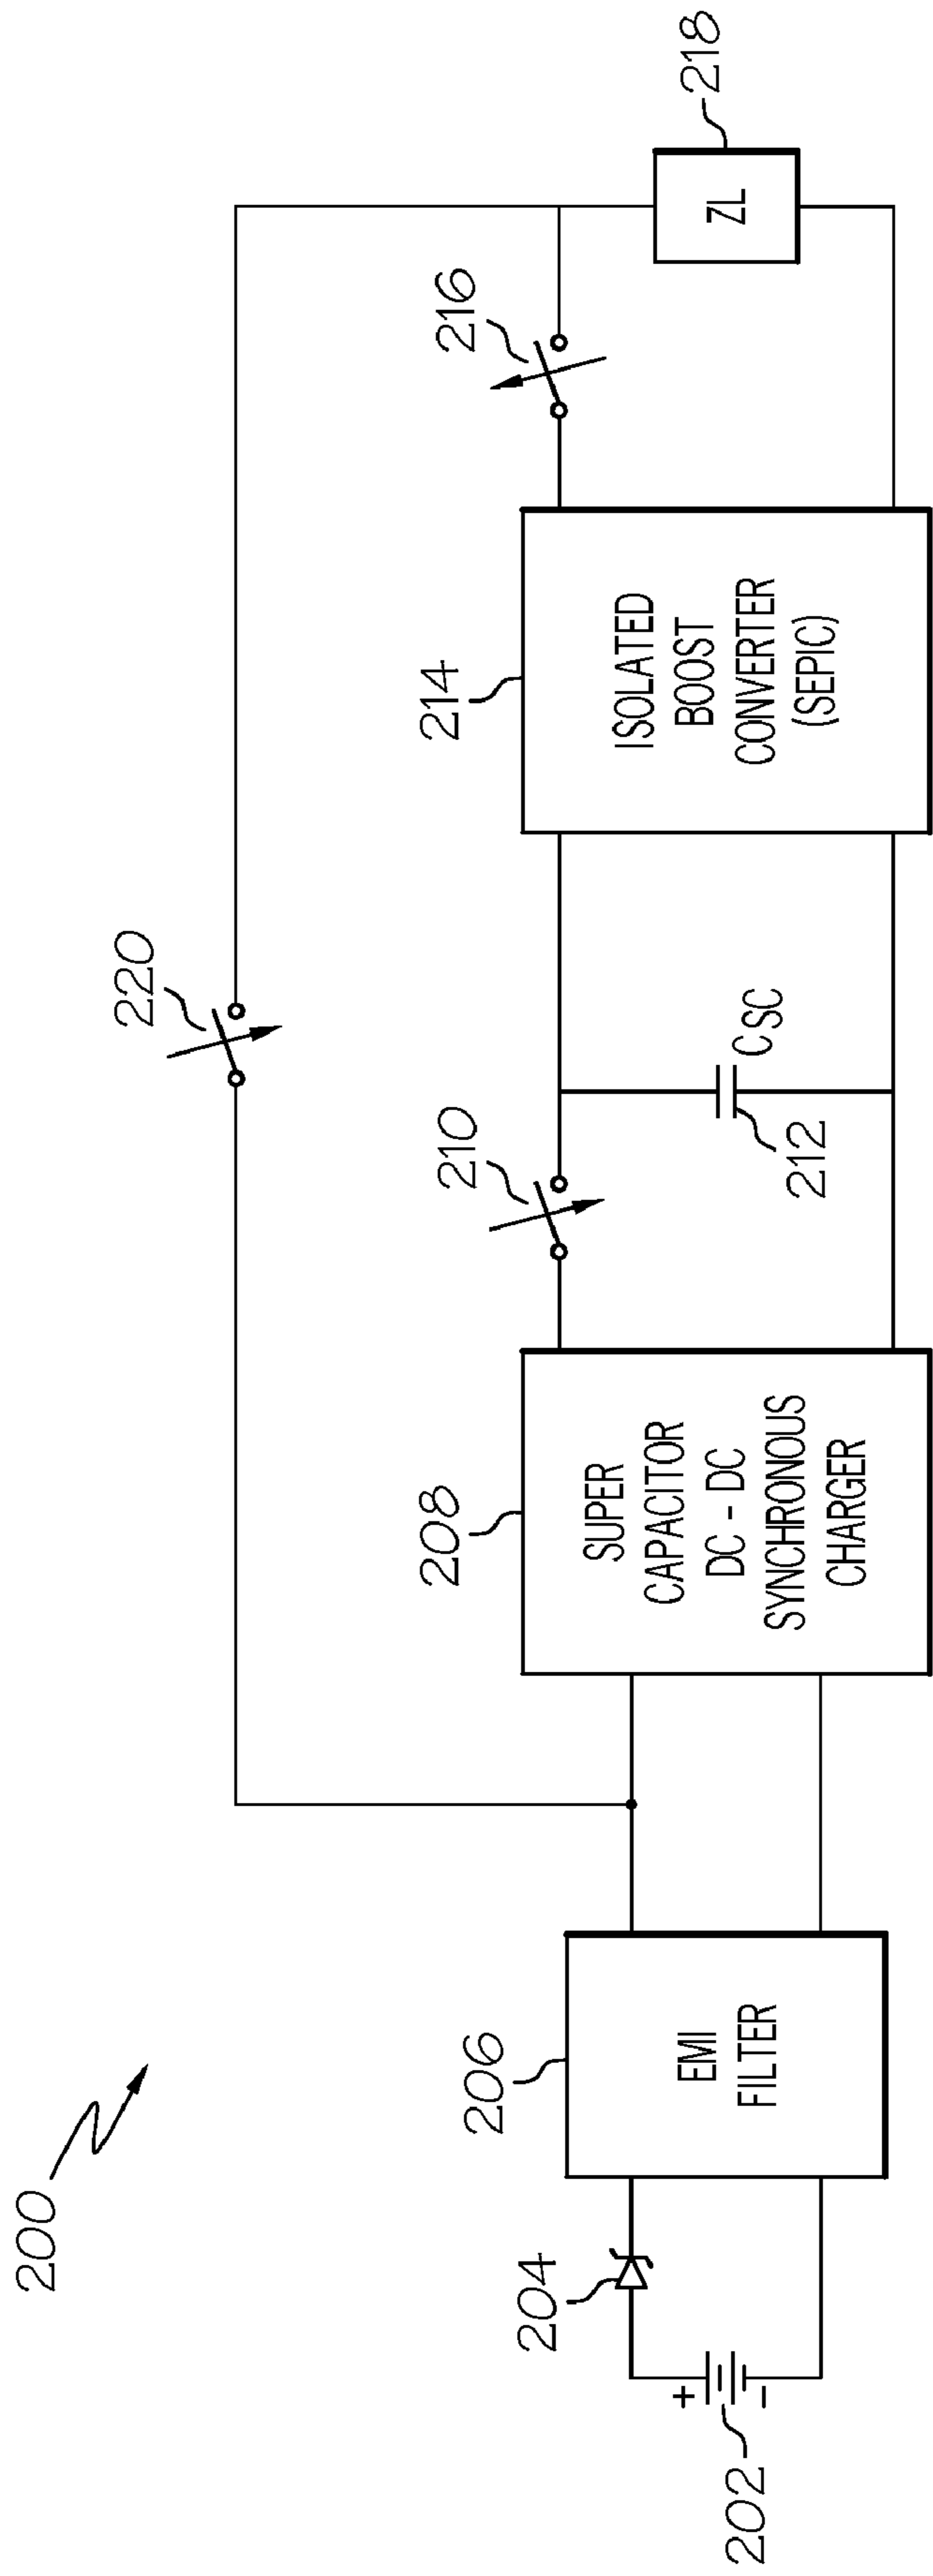 200
202
+
−
204
206
EMI
FILTER
208
SUPER
CAPACITOR
DC - DC
SYNCHRONOUS
CHARGER
210
212
CSC
220
214
ISOLATED
BOOST
CONVERTER
(SEPIC)
216
218
ZL